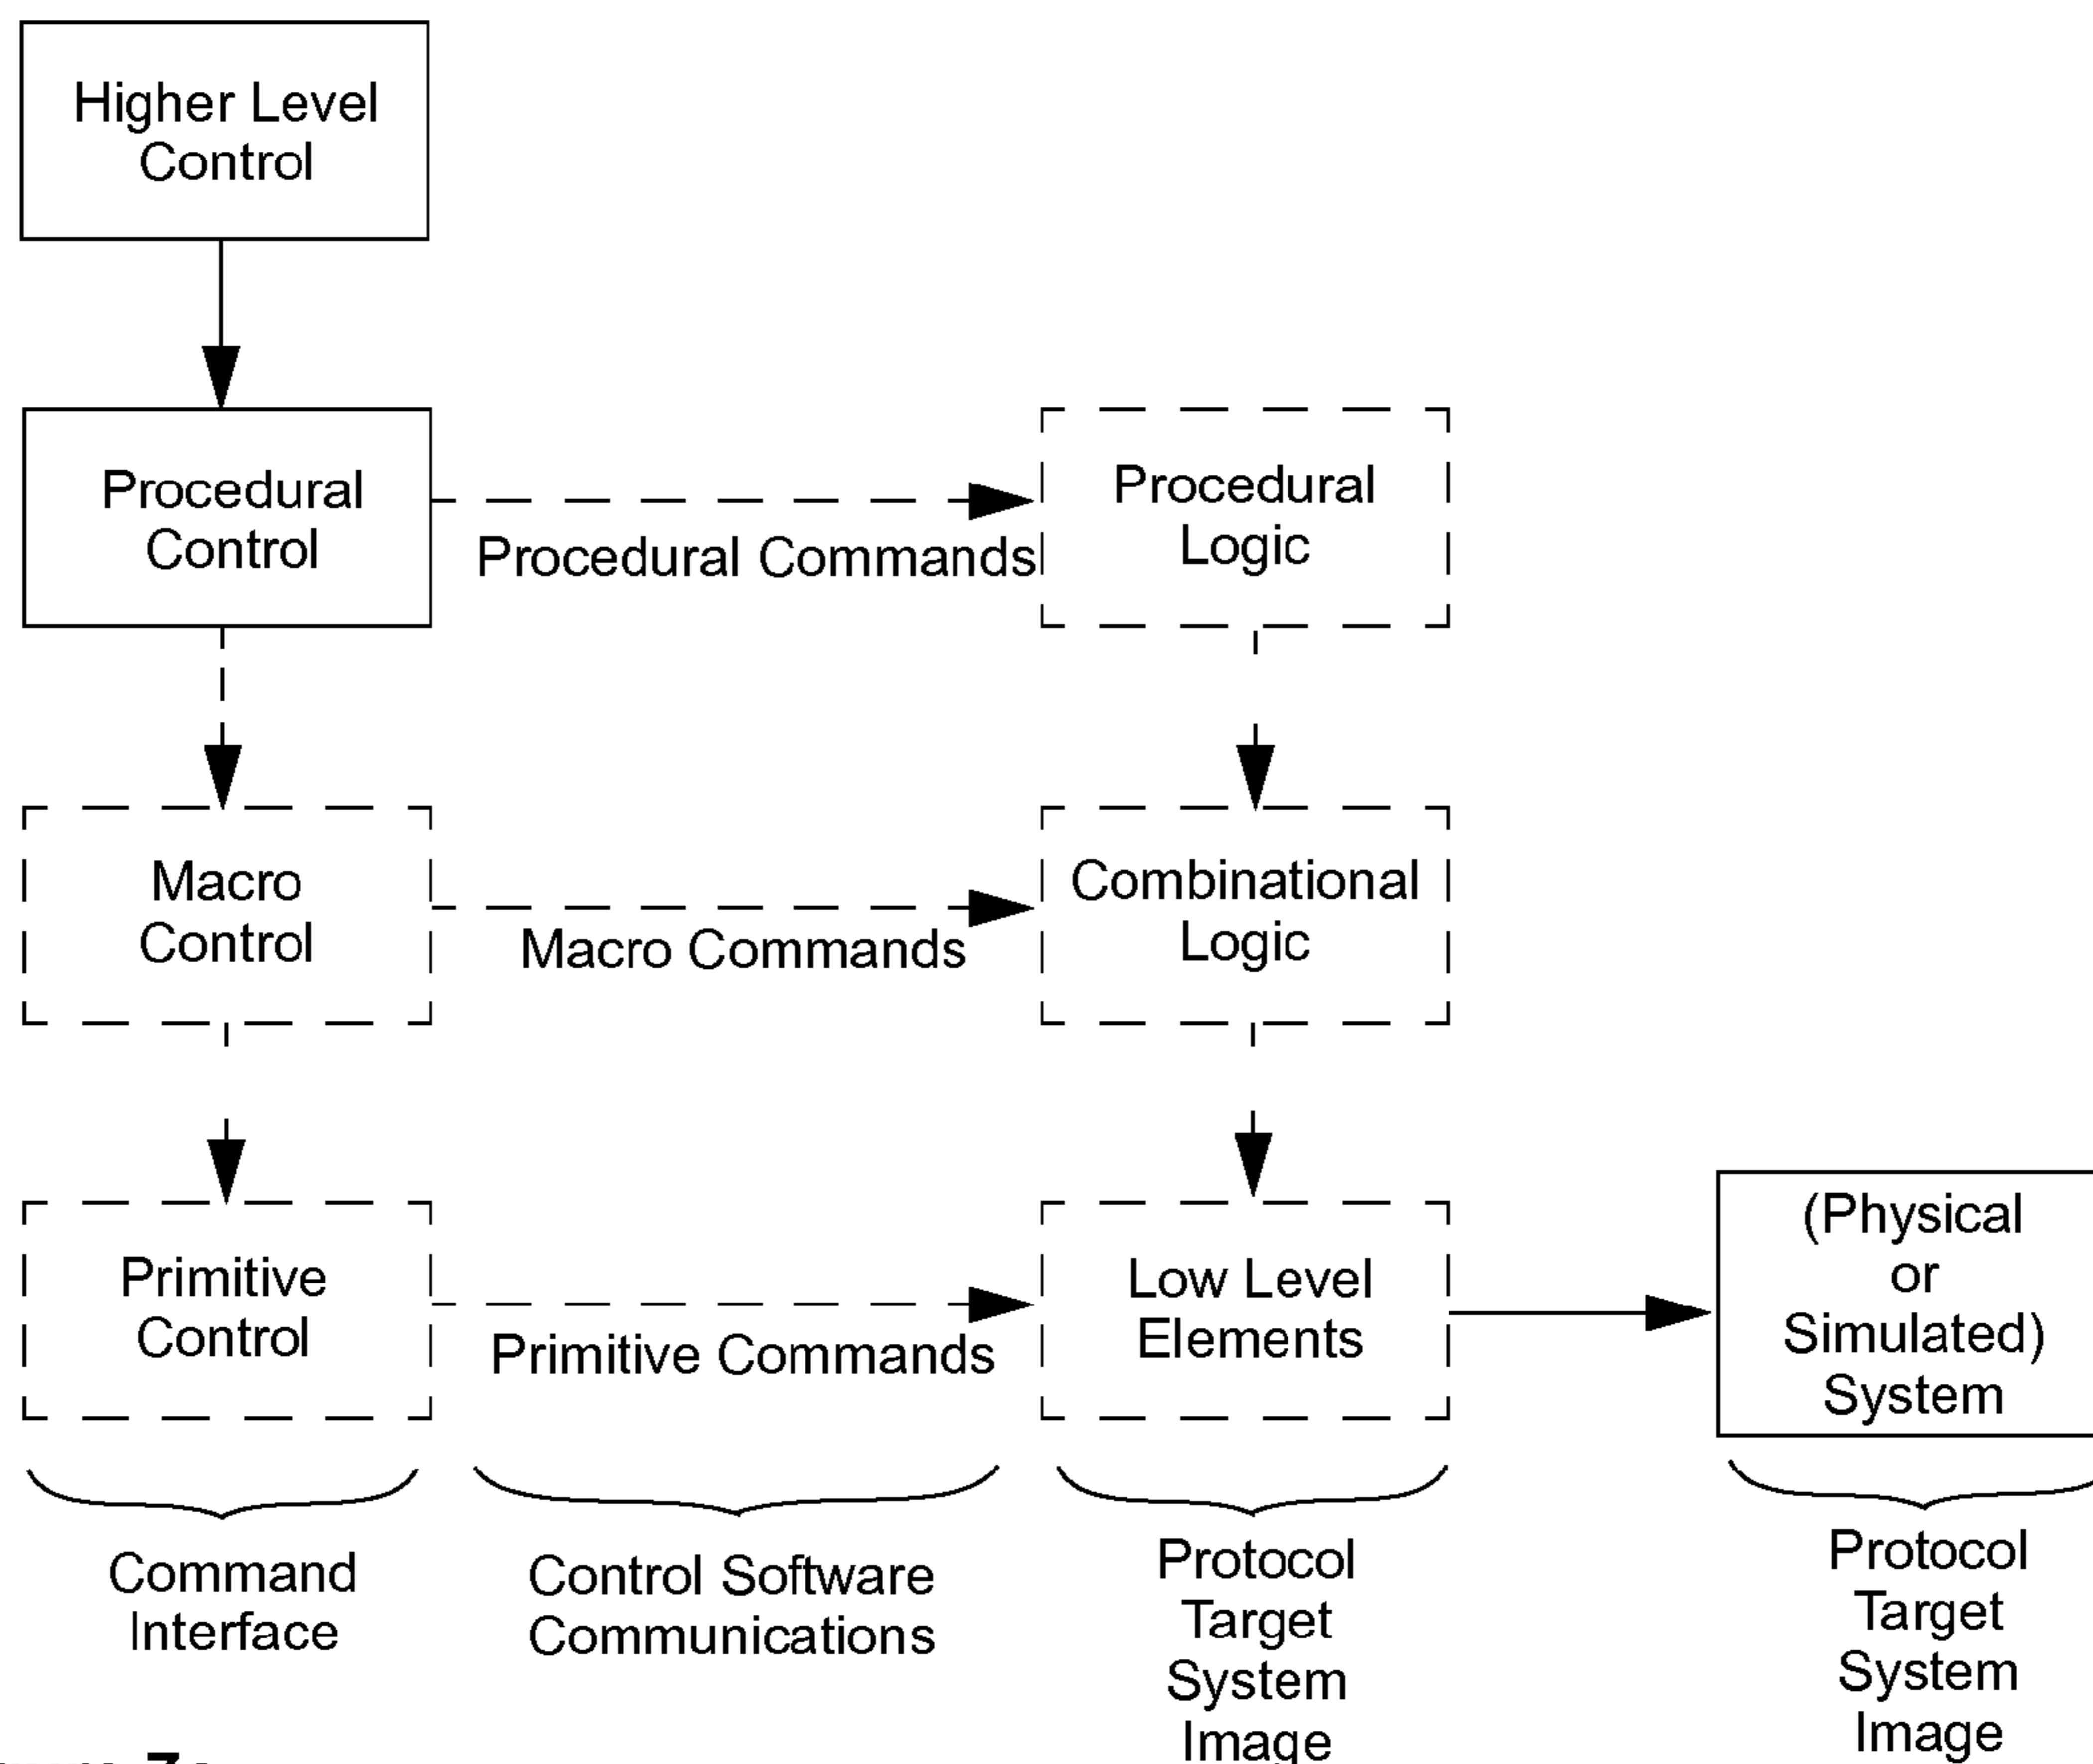 Higher Level
Control
Procedural
Control
Procedural Commands
Procedural
Logic
Macro
Control
Macro Commands
Combinational
Logic
Primitive
Control
Primitive Commands
Low Level
Elements
(Physical
or
Simulated)
System
Command
Interface
Control Software
Communications
Protocol
Target
System
Image
Protocol
Target
System
Image